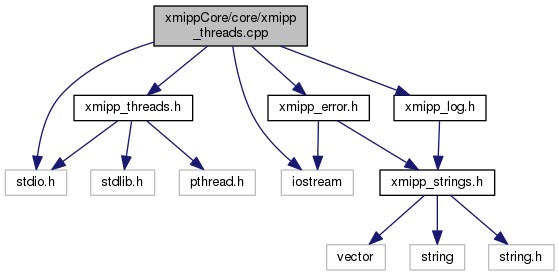 xmippCore/core/xmipp
_threads.cpp
xmipp_threads.h
xmipp_error.h
xmipp_log.h
stdio.h
stdlib.h
pthread.h
iostream
xmipp_strings.h
vector
string
string.h